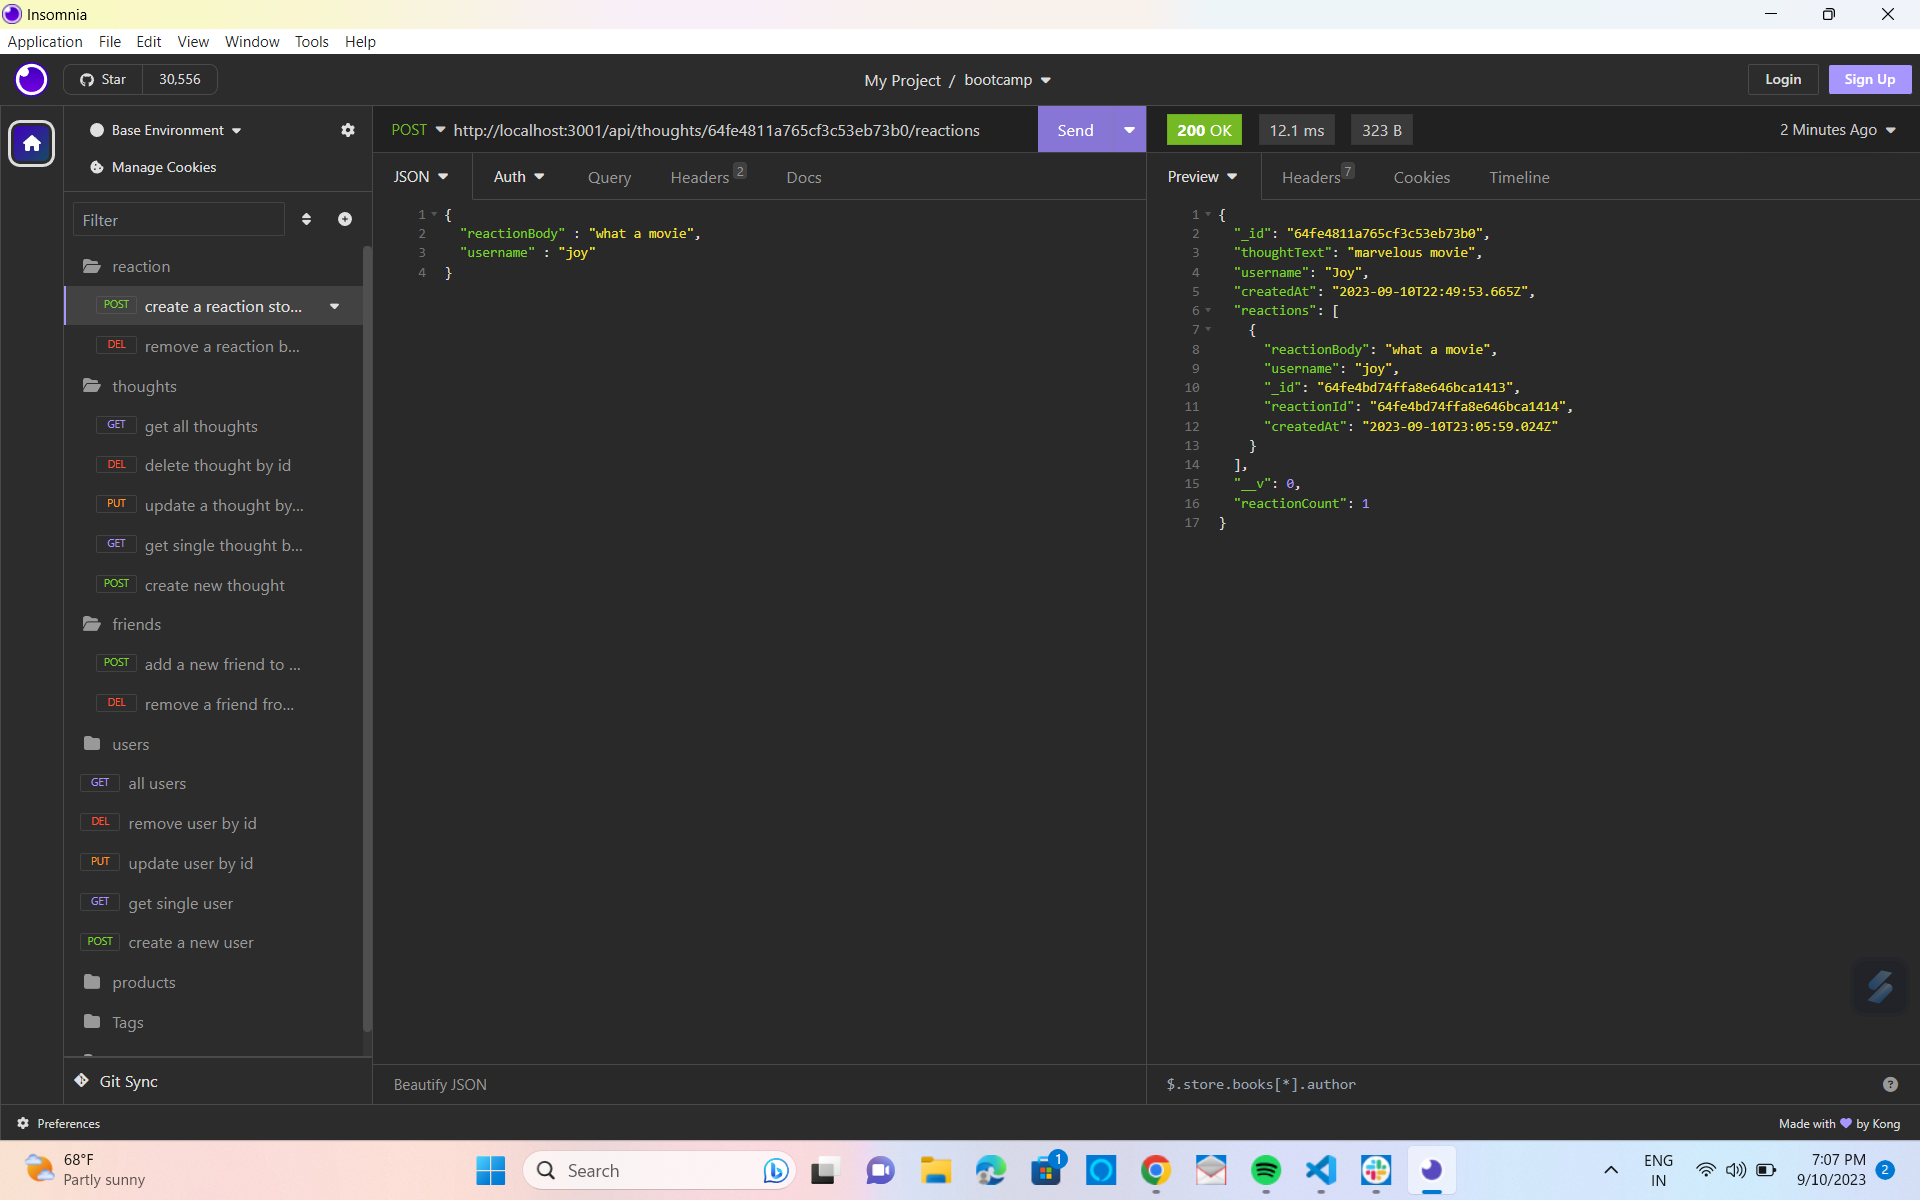 Insomnia
Application File Edit View Window Tools Help
Star 30,556
My Project / bootcamp
Login Sign Up
Base Environment
Manage Cookies
Filter
reaction
POST create a reaction sto...
DEL remove a reaction b...
thoughts
GET get all thoughts
DEL delete thought by id
PUT update a thought by...
GET get single thought b...
POST create new thought
friends
POST add a new friend to ...
DEL remove a friend fro...
users
GET all users
DEL remove user by id
PUT update user by id
GET get single user
POST create a new user
products
Tags
Git Sync
POST http://localhost:3001/api/thoughts/64fe4811a765cf3c53eb73b0/reactions Send
JSON Auth Query Headers 2 Docs
1 {
2 "reactionBody" : "what a movie",
3 "username" : "joy"
4 }
Beautify JSON
200 OK 12.1 ms 323 B 2 Minutes Ago
Preview Headers 7 Cookies Timeline
1 {
2 "_id": "64fe4811a765cf3c53eb73b0",
3 "thoughtText": "marvelous movie",
4 "username": "Joy",
5 "createdAt": "2023-09-10T22:49:53.665Z",
6 "reactions": [
7 {
8 "reactionBody": "what a movie",
9 "username": "joy",
10 "_id": "64fe4bd74ffa8e646bca1413",
11 "reactionId": "64fe4bd74ffa8e646bca1414",
12 "createdAt": "2023-09-10T23:05:59.024Z"
13 }
14 ],
15 "__v": 0,
16 "reactionCount": 1
17 }
$.store.books[*].author
Preferences
Made with by Kong
68°F
Partly sunny
Search
1
ENG
IN
7:07 PM
9/10/2023
2